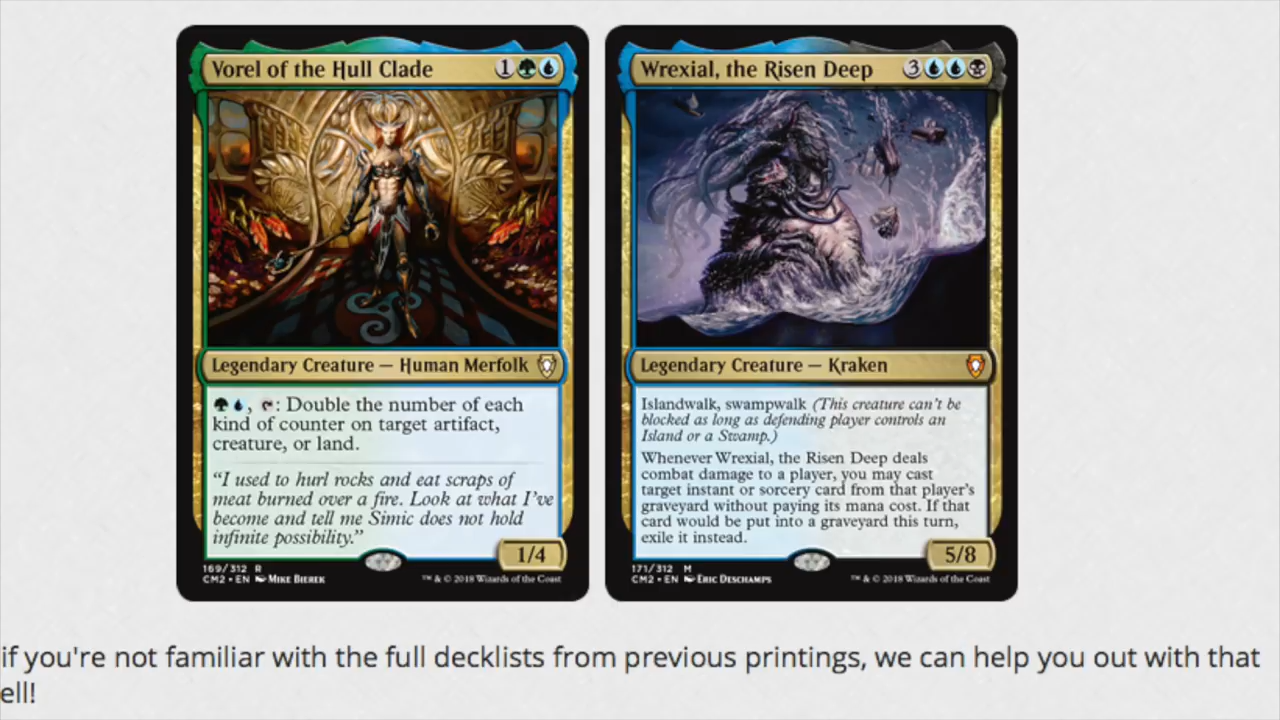 Vorel of the Hull Clade 1
Legendary Creature — Human Merfolk
, : Double the number of each
kind of counter on target artifact,
creature, or land.
“I used to hurl rocks and eat scraps of
meat burned over a fire. Look at what I’ve
become and tell me Simic does not hold
infinite possibility.”
1/4
169/312 R
CM2 • EN Mike Bierek
™ & © 2018 Wizards of the Coast
Wrexial, the Risen Deep 3
Legendary Creature — Kraken
Islandwalk, swampwalk (This creature can’t be
blocked as long as defending player controls an
Island or a Swamp.)
Whenever Wrexial, the Risen Deep deals
combat damage to a player, you may cast
target instant or sorcery card from that player’s
graveyard without paying its mana cost. If that
card would be put into a graveyard this turn,
exile it instead.
5/8
171/312 M
CM2 • EN Eric Deschamps
™ & © 2018 Wizards of the Coast
if you're not familiar with the full decklists from previous printings, we can help you out with that
ell!